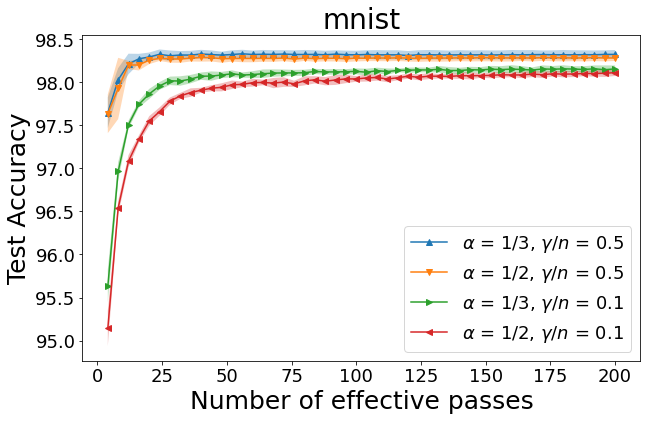 mnist
98.5
98.0
97.5
97.0
96.5
96.0
95.5
95.0
Test Accuracy
α = 1/3, γ/n = 0.5
α = 1/2, γ/n = 0.5
α = 1/3, γ/n = 0.1
α = 1/2, γ/n = 0.1
0 25 50 75 100 125 150 175 200
Number of effective passes